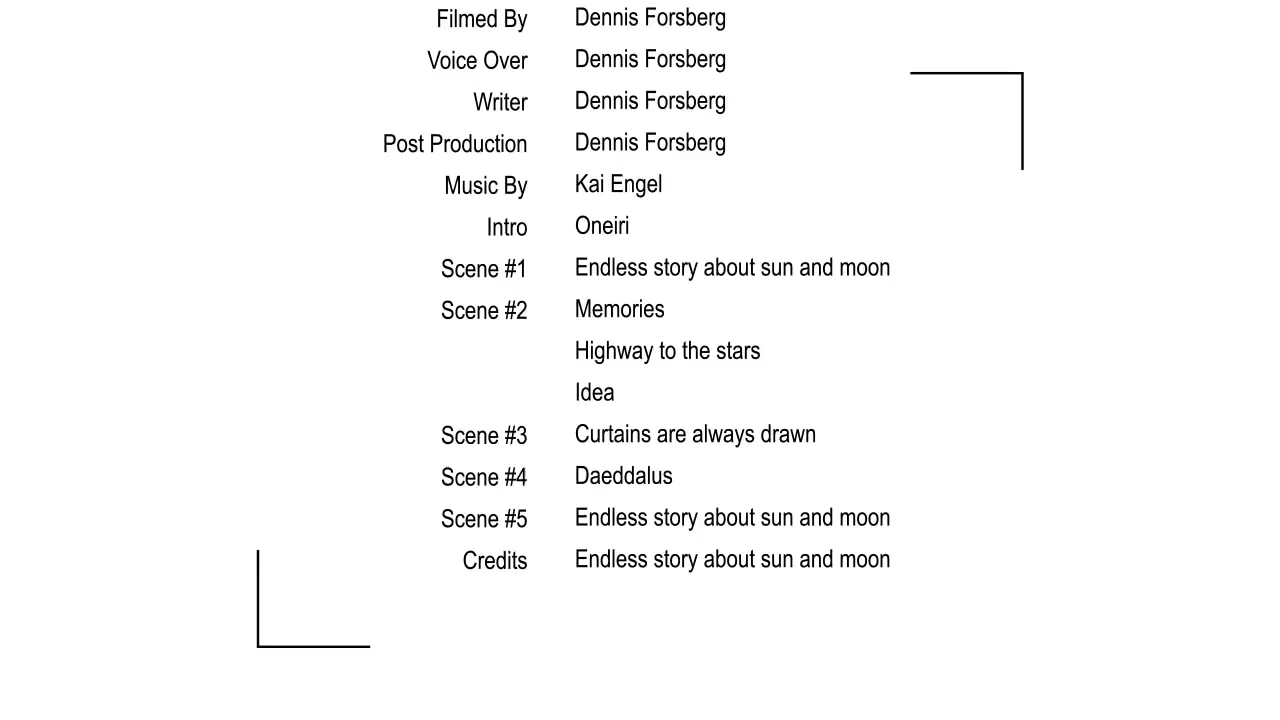 Filmed By Dennis Forsberg
Voice Over Dennis Forsberg
Writer Dennis Forsberg
Post Production Dennis Forsberg
Music By Kai Engel
Intro Oneiri
Scene #1 Endless story about sun and moon
Scene #2 Memories
Highway to the stars
Idea
Scene #3 Curtains are always drawn
Scene #4 Daeddalus
Scene #5 Endless story about sun and moon
Credits Endless story about sun and moon